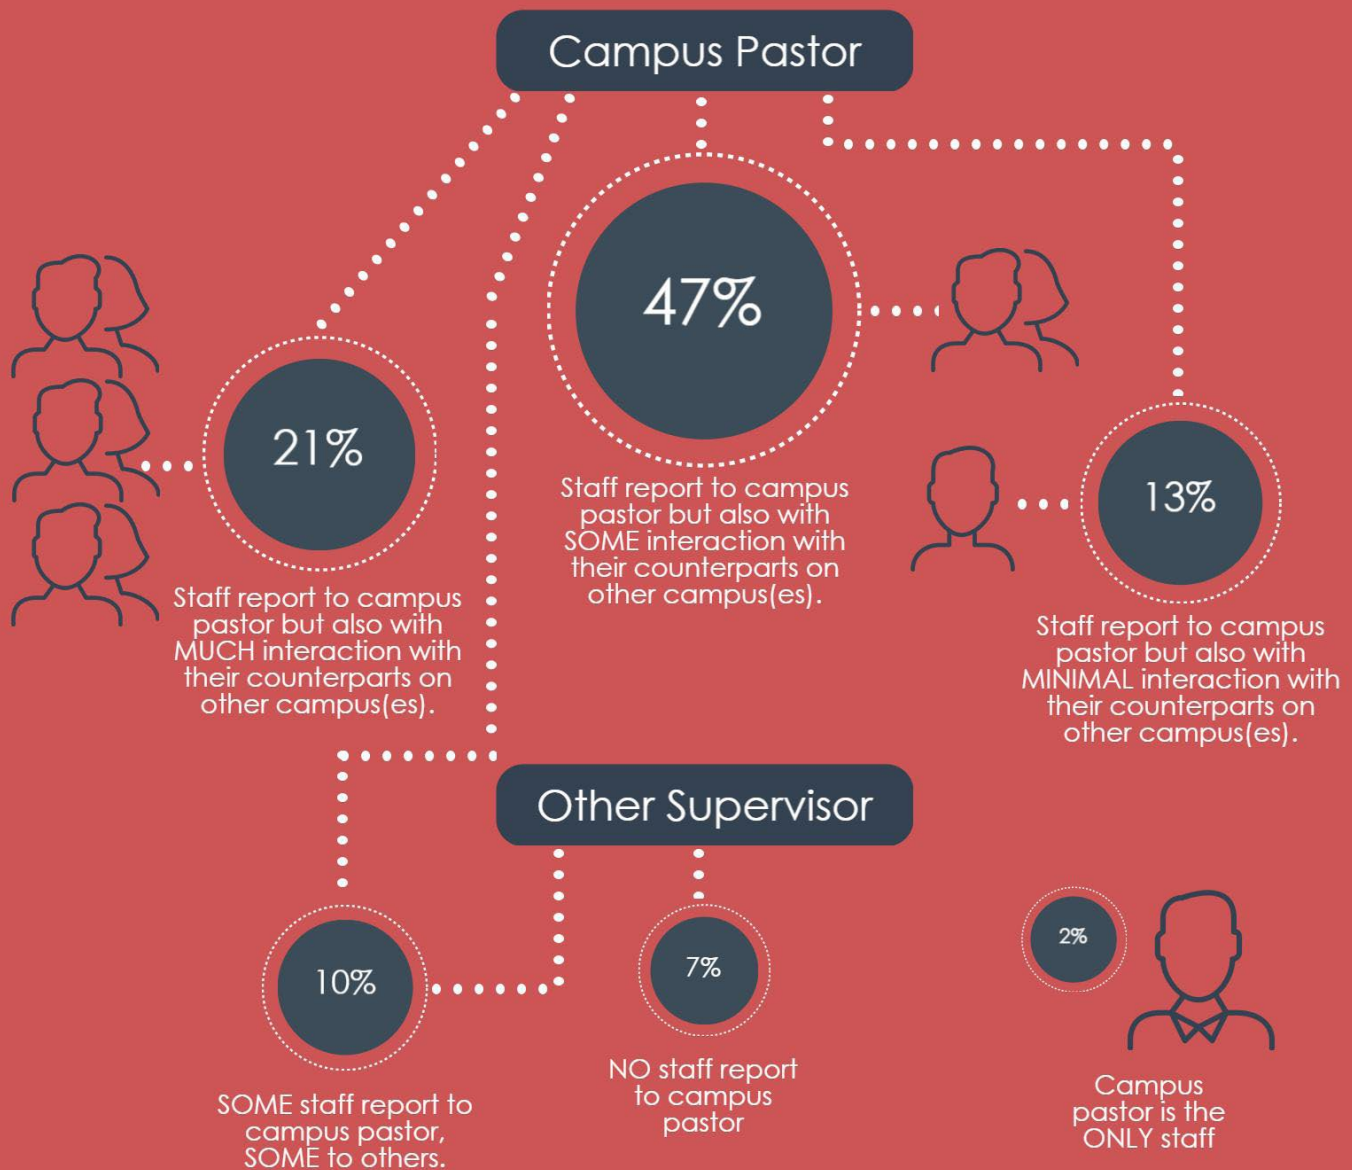 Campus Pastor
47%
Staff report to campus
pastor but also with
SOME interaction with
their counterparts on
other campus(es).
21%
Staff report to campus
pastor but also with
MUCH interaction with
their counterparts on
other campus(es).
13%
Staff report to campus
pastor but also with
MINIMAL interaction with
their counterparts on
other campus(es).
Other Supervisor
10%
SOME staff report to
campus pastor,
SOME to others.
7%
NO staff report
to campus
pastor
2%
Campus
pastor is the
ONLY staff